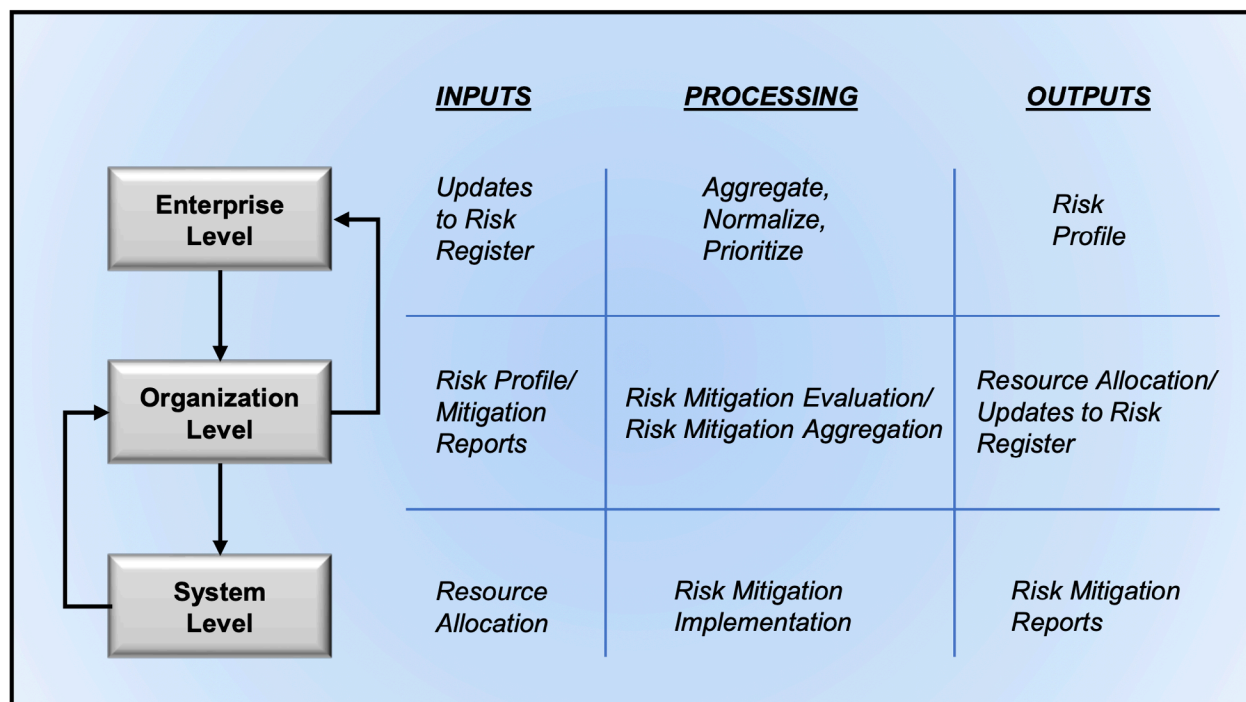 INPUTS
PROCESSING
OUTPUTS
Enterprise
Level
Updates
to Risk
Register
Aggregate,
Normalize,
Prioritize
Risk
Profile
Organization
Level
Risk Profile/
Mitigation
Reports
Risk Mitigation Evaluation/
Risk Mitigation Aggregation
Resource Allocation/
Updates to Risk
Register
System
Level
Resource
Allocation
Risk Mitigation
Implementation
Risk Mitigation
Reports